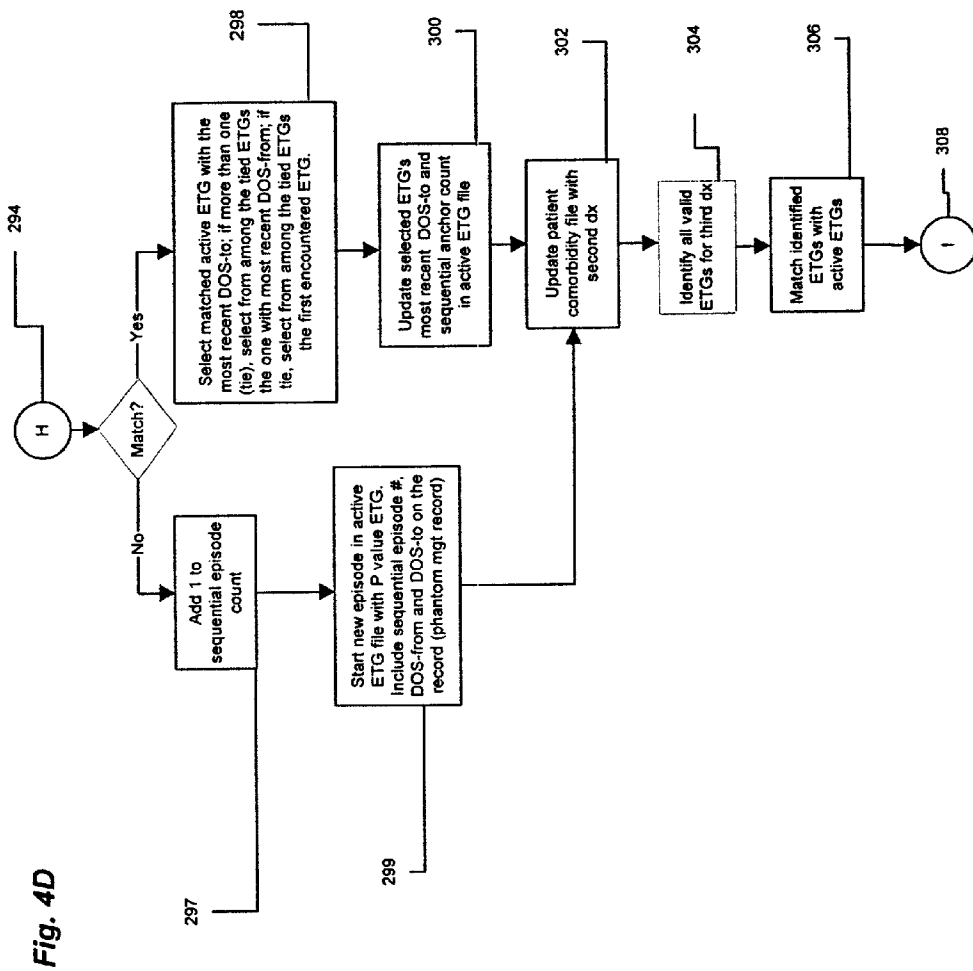 Fig. 4D
294
H
Match?
No
Yes
297
Add 1 to
sequential episode
count
298
Select matched active ETG with the
most recent DOS-to; if more than one
(tie), select from among the tied ETGs
the one with most recent DOS-from; if
tie, select from among the tied ETGs
the first encountered ETG.
299
Start new episode in active
ETG file with P value ETG.
Include sequential episode #,
DOS-from and DOS-to on the
record (phantom mgt record)
300
Update selected ETG's
most recent DOS-to and
sequential anchor count
in active ETG file
302
Update patient
comorbidity file with
second dx
304
Identify all valid
ETGs for third dx
306
Match identified
ETGs with
active ETGs
I
308